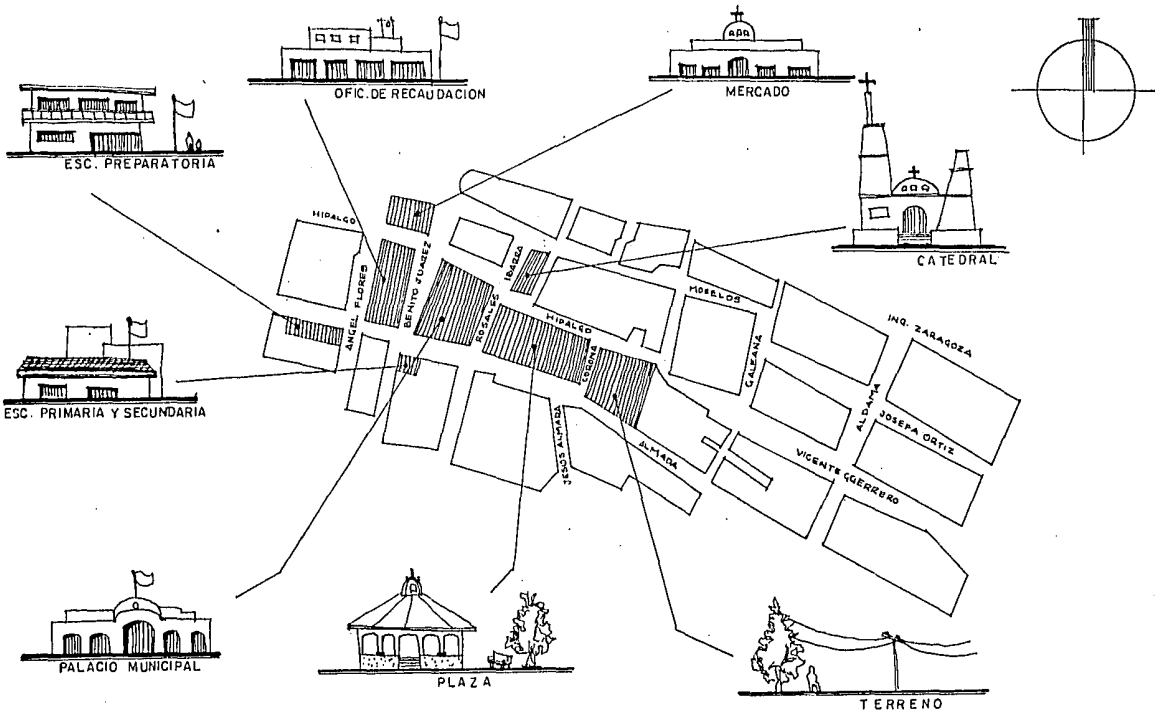 OFIC. DE RECAUDACION
MERCADO
ESC. PREPARATORIA
CATEDRAL
HIPALGO
ANGEL FLORES
BENITO JUAREZ
ROSALES
IBARRA
HIDALGO
MORELOS
CORONA
GALEANA
ING. ZARAGOZA
ALDAMA
JOSEFA ORTIZ
VICENTE GUERRERO
JESUS ALMADA
ALMADA
ESC. PRIMARIA Y SECUNDARIA
PALACIO MUNICIPAL
PLAZA
TERRENO